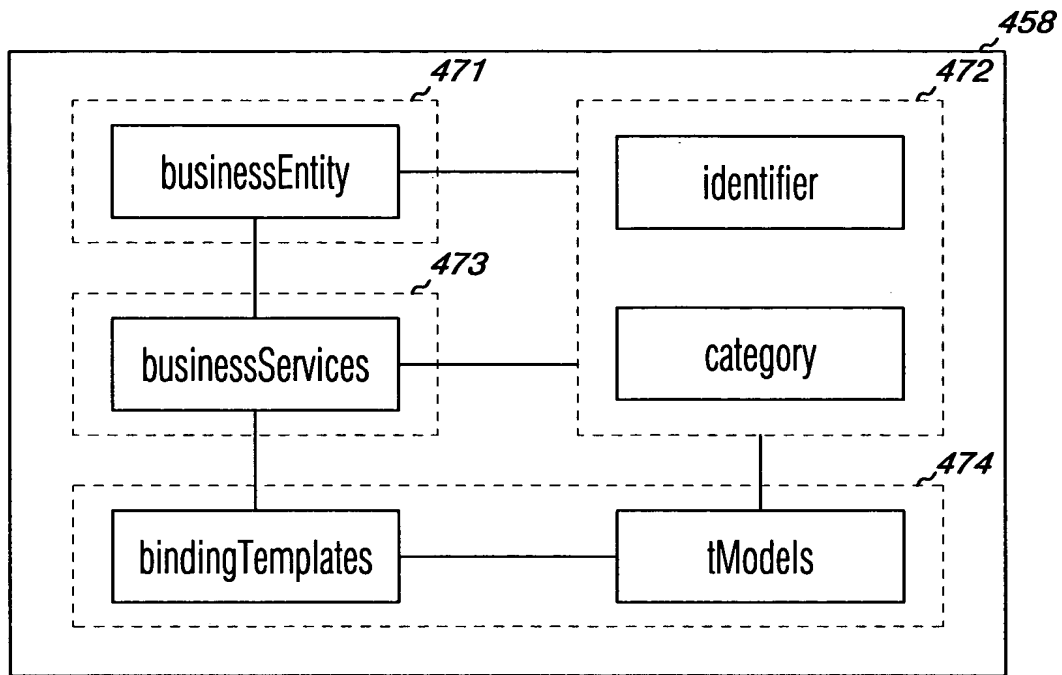 458
471
472
businessEntity
identifier
473
businessServices
category
474
bindingTemplates
tModels